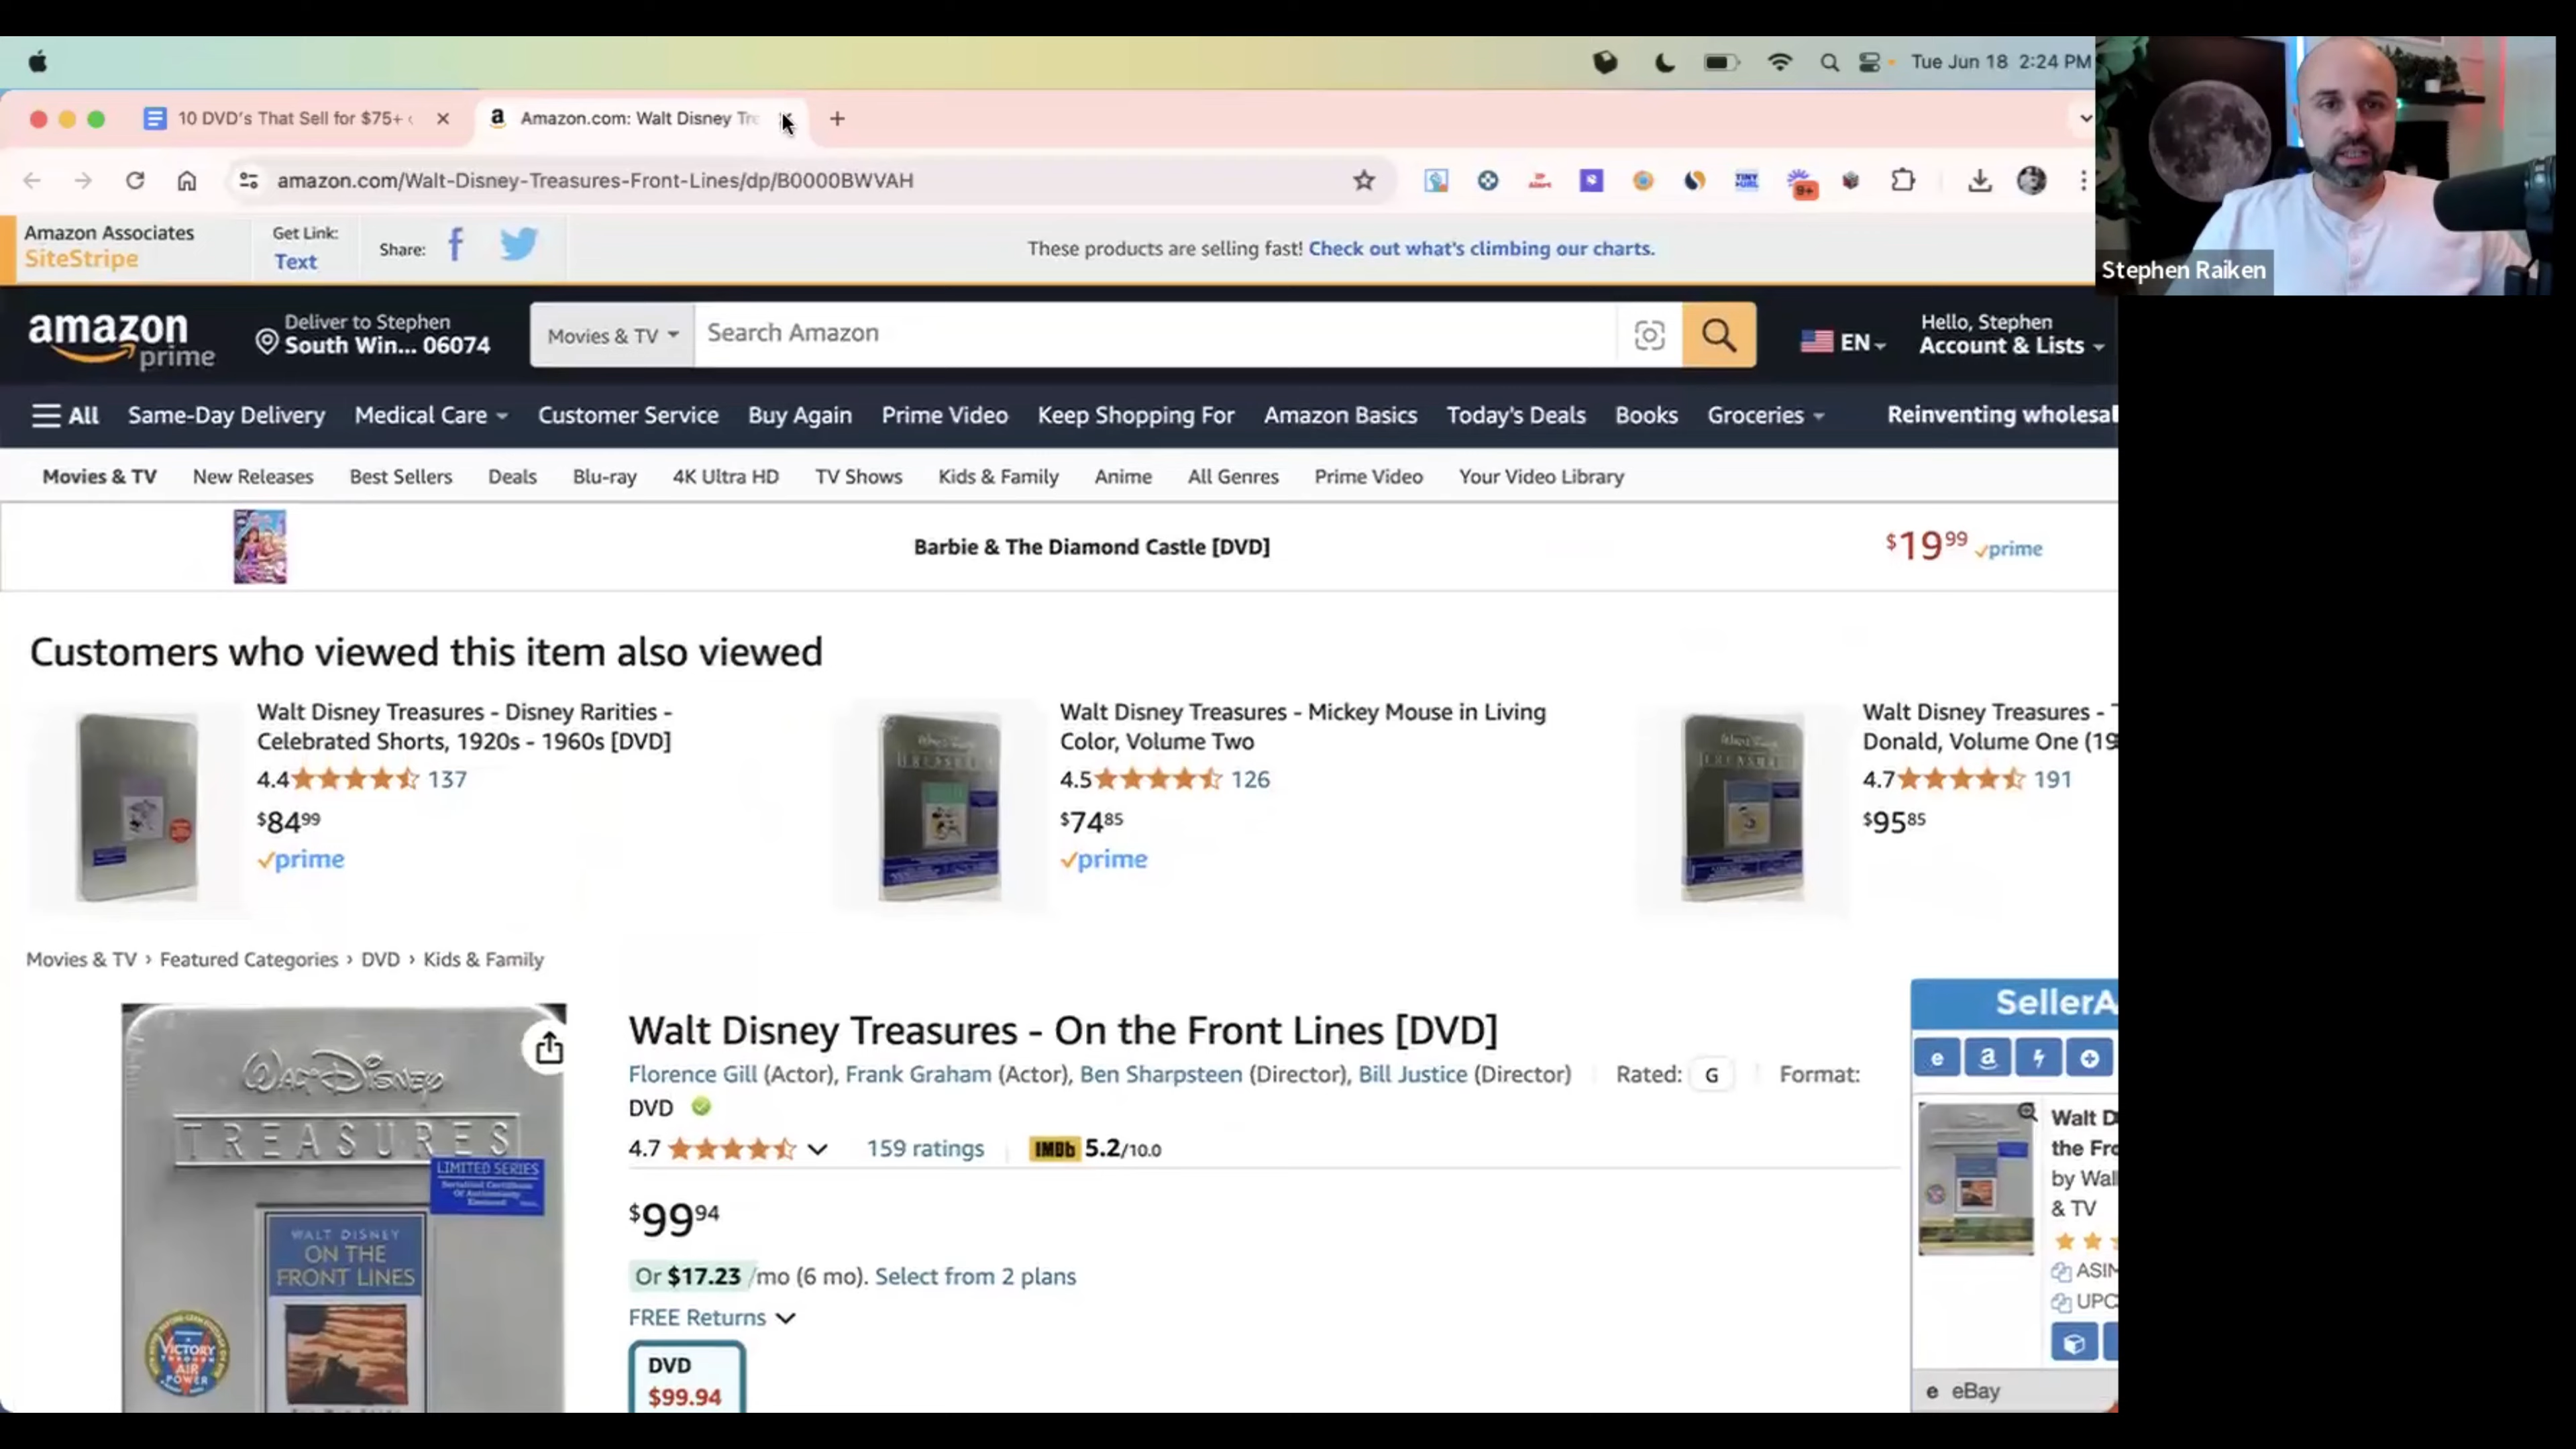 Tue Jun 18 2:24 PM
10 DVD's That Sell for $75+
Amazon.com: Walt Disney Tre
amazon.com/Walt-Disney-Treasures-Front-Lines/dp/B0000BWVAH
TINY
URL
9+
Stephen Raiken
Amazon Associates
SiteStripe
Get Link:
Text
Share:
These products are selling fast! Check out what's climbing our charts.
amazon
prime
Deliver to Stephen
South Win... 06074
Movies & TV
Search Amazon
EN
Hello, Stephen
Account & Lists
All Same-Day Delivery Medical Care Customer Service Buy Again Prime Video Keep Shopping For Amazon Basics Today's Deals Books Groceries Reinventing wholesal
Movies & TV New Releases Best Sellers Deals Blu-ray 4K Ultra HD TV Shows Kids & Family Anime All Genres Prime Video Your Video Library
Barbie & The Diamond Castle [DVD]
$19.99 prime
Customers who viewed this item also viewed
Walt Disney Treasures - Disney Rarities -
Celebrated Shorts, 1920s - 1960s [DVD]
4.4 137
$84.99
prime
Walt Disney Treasures - Mickey Mouse in Living
Color, Volume Two
4.5 126
$74.85
prime
Walt Disney Treasures - T
Donald, Volume One (19
4.7 191
$95.85
Movies & TV › Featured Categories › DVD › Kids & Family
WALT DISNEY
TREASURES
LIMITED SERIES
WALT DISNEY
ON THE
FRONT LINES
VICTORY
THROUGH
AIR
POWER
Walt Disney Treasures - On the Front Lines [DVD]
Florence Gill (Actor), Frank Graham (Actor), Ben Sharpsteen (Director), Bill Justice (Director) Rated: G Format:
DVD
4.7 159 ratings IMDb 5.2/10.0
$99.94
Or $17.23 /mo (6 mo). Select from 2 plans
FREE Returns
DVD
$99.94
SellerA
Walt D
the Fro
by Wal
& TV
ASIN
UPC
eBay